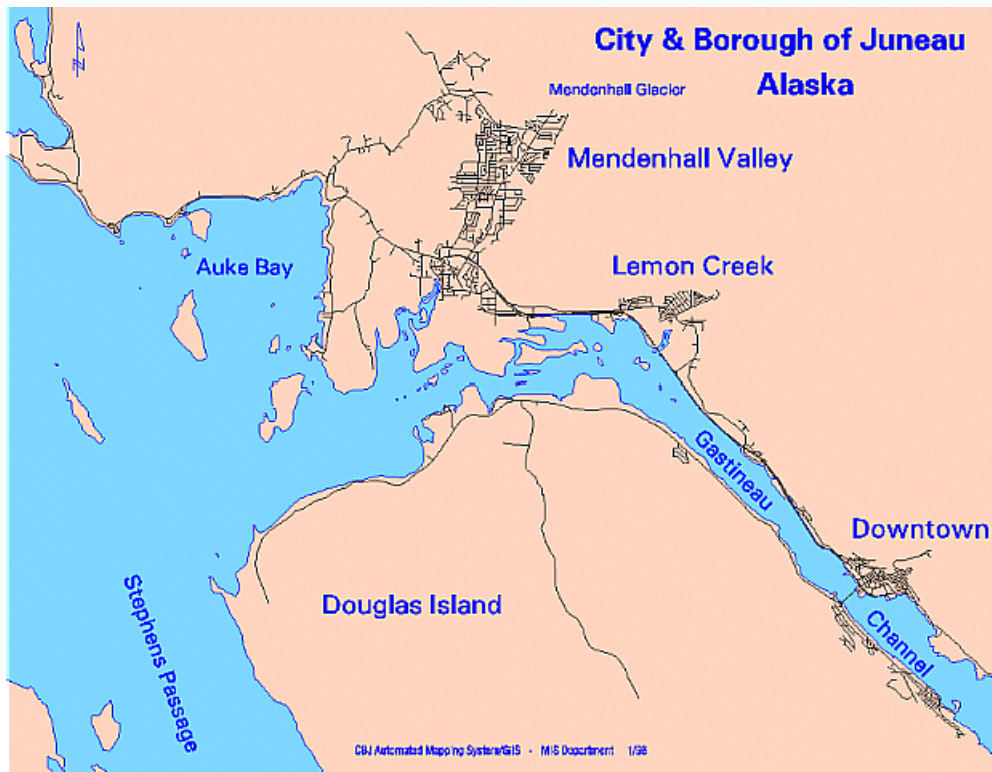 City & Borough of Juneau
Alaska
N
Mendenhall Glacier
Mendenhall Valley
Auke Bay
Lemon Creek
Gastineau
Downtown
Douglas Island
Channel
Stephens Passage
CBJ Automated Mapping System/GIS - MIS Department 1/98